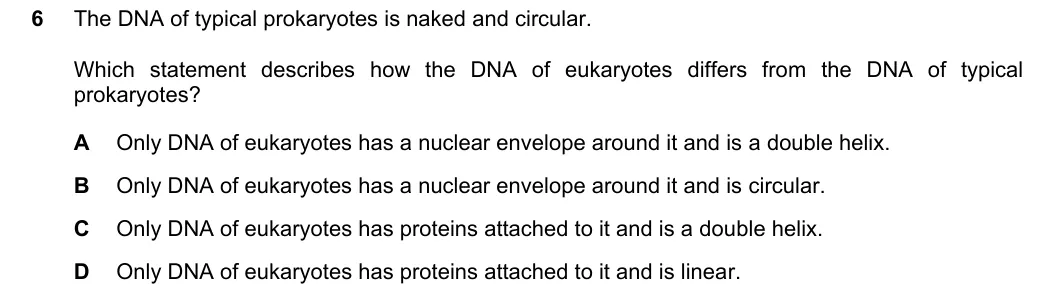 6 The DNA of typical prokaryotes is naked and circular.
Which statement describes how the DNA of eukaryotes differs from the DNA of typical
prokaryotes?
A Only DNA of eukaryotes has a nuclear envelope around it and is a double helix.
B Only DNA of eukaryotes has a nuclear envelope around it and is circular.
C Only DNA of eukaryotes has proteins attached to it and is a double helix.
D Only DNA of eukaryotes has proteins attached to it and is linear.